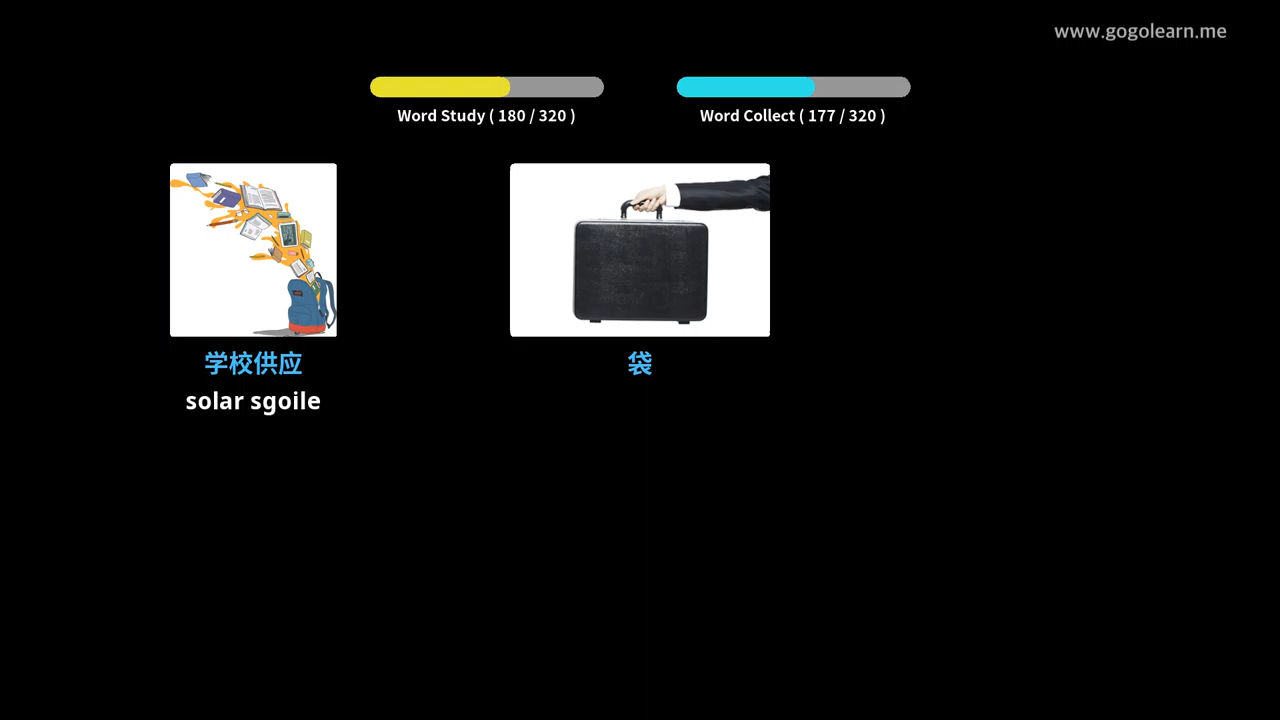 www.gogolearn.me
Word Study ( 180 / 320 )
Word Collect ( 177 / 320 )
学校供应
solar sgoile
袋